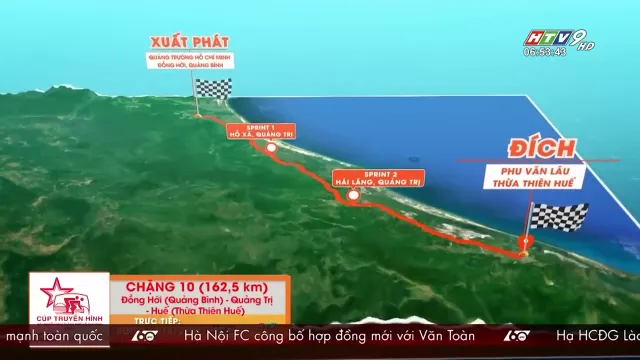 XUẤT PHÁT
QUẢNG TRƯỜNG HỒ CHÍ MINH
ĐỒNG HỚI, QUẢNG BÌNH
HTV9 HD
06:53:43
SPRINT 1
HỒ XÁ, QUẢNG TRỊ
SPRINT 2
HẢI LĂNG, QUẢNG TRỊ
ĐÍCH
PHU VĂN LÂU
THỪA THIÊN HUẾ
CHẶNG 10 (162,5 km)
Đồng Hới (Quảng Bình) - Quảng Trị
- Huế (Thừa Thiên Huế)
TRỰC TIẾP:
CÚP TRUYỀN HÌNH
mạnh toàn quốc
Hà Nội FC công bố hợp đồng mới với Văn Toàn
Hạ HCĐG Lào